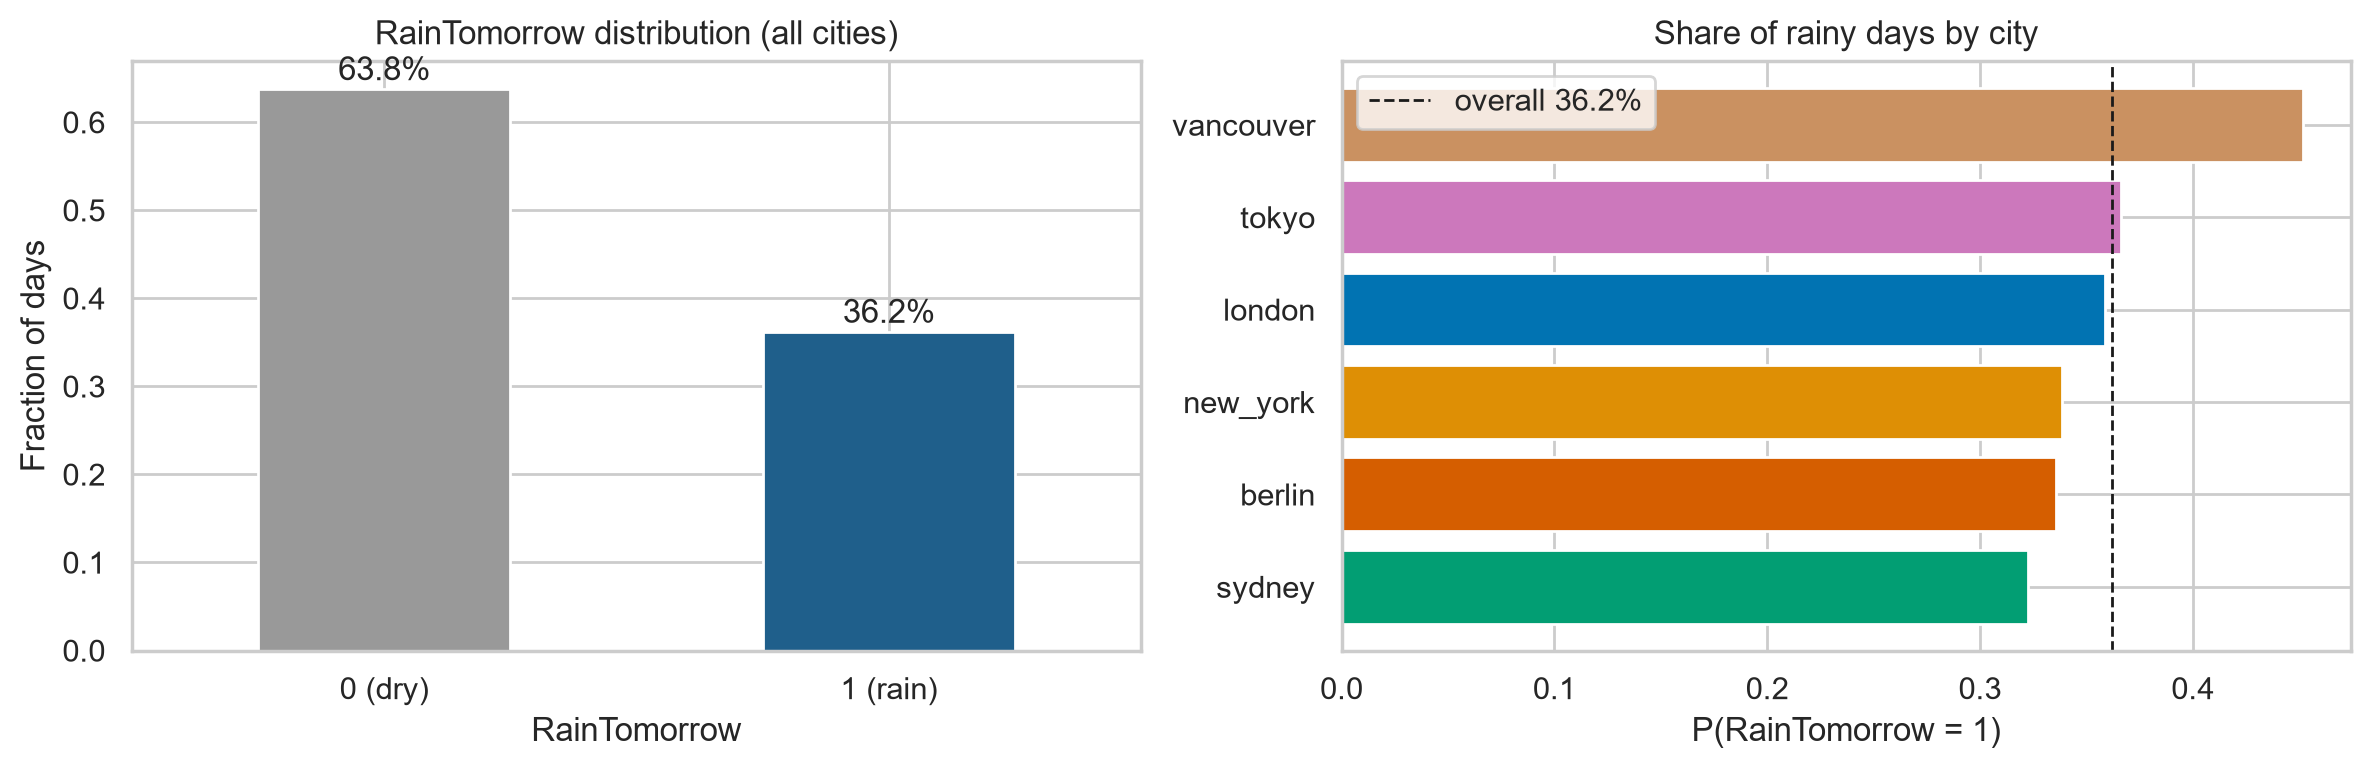 RainTomorrow distribution (all cities)
63.8%
36.2%
Fraction of days
0.6
0.5
0.4
0.3
0.2
0.1
0.0
0 (dry)
1 (rain)
RainTomorrow
Share of rainy days by city
overall 36.2%
vancouver
tokyo
london
new_york
berlin
sydney
0.0
0.1
0.2
0.3
0.4
P(RainTomorrow = 1)